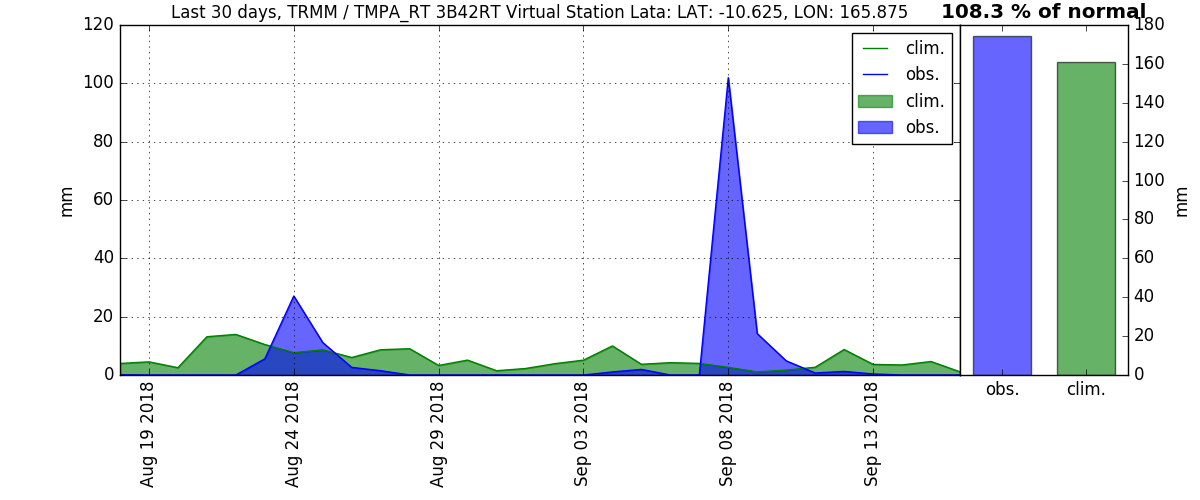 Last 30 days, TRMM / TMPA_RT 3B42RT Virtual Station Lata: LAT: -10.625, LON: 165.875
108.3 % of normal
120
100
80
60
40
20
0
mm
clim.
obs.
clim.
obs.
Aug 19 2018
Aug 24 2018
Aug 29 2018
Sep 03 2018
Sep 08 2018
Sep 13 2018
180
160
140
120
100
80
60
40
20
0
mm
obs.
clim.